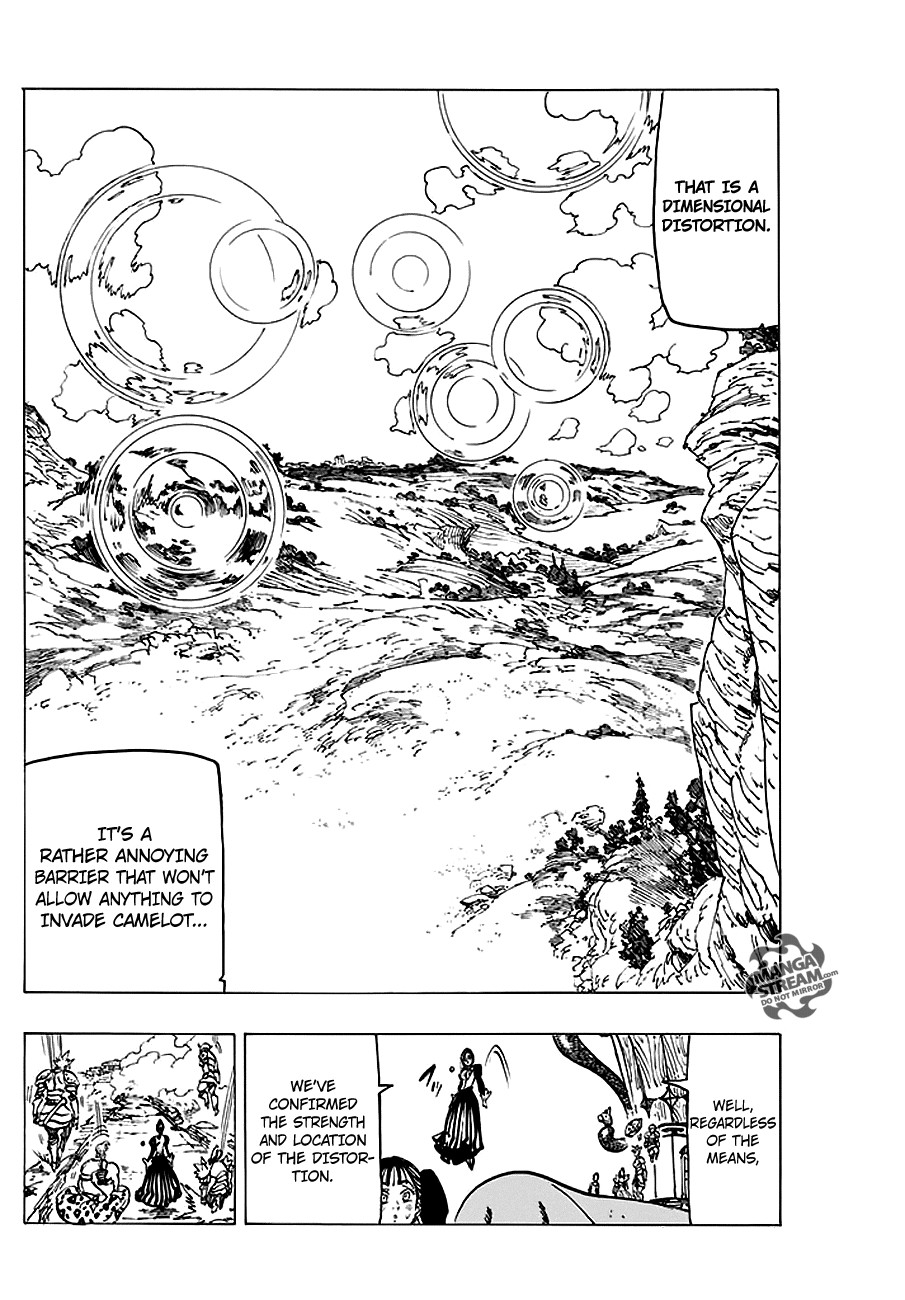 THAT IS A
DIMENSIONAL
DISTORTION.
IT'S A
RATHER ANNOYING
BARRIER THAT WON'T
ALLOW ANYTHING TO
INVADE CAMELOT...
MANGA
STREAM.com
DO NOT MIRROR
WELL,
REGARDLESS
OF THE
MEANS,
WE'VE
CONFIRMED
THE STRENGTH
AND LOCATION
OF THE DISTOR-
TION.